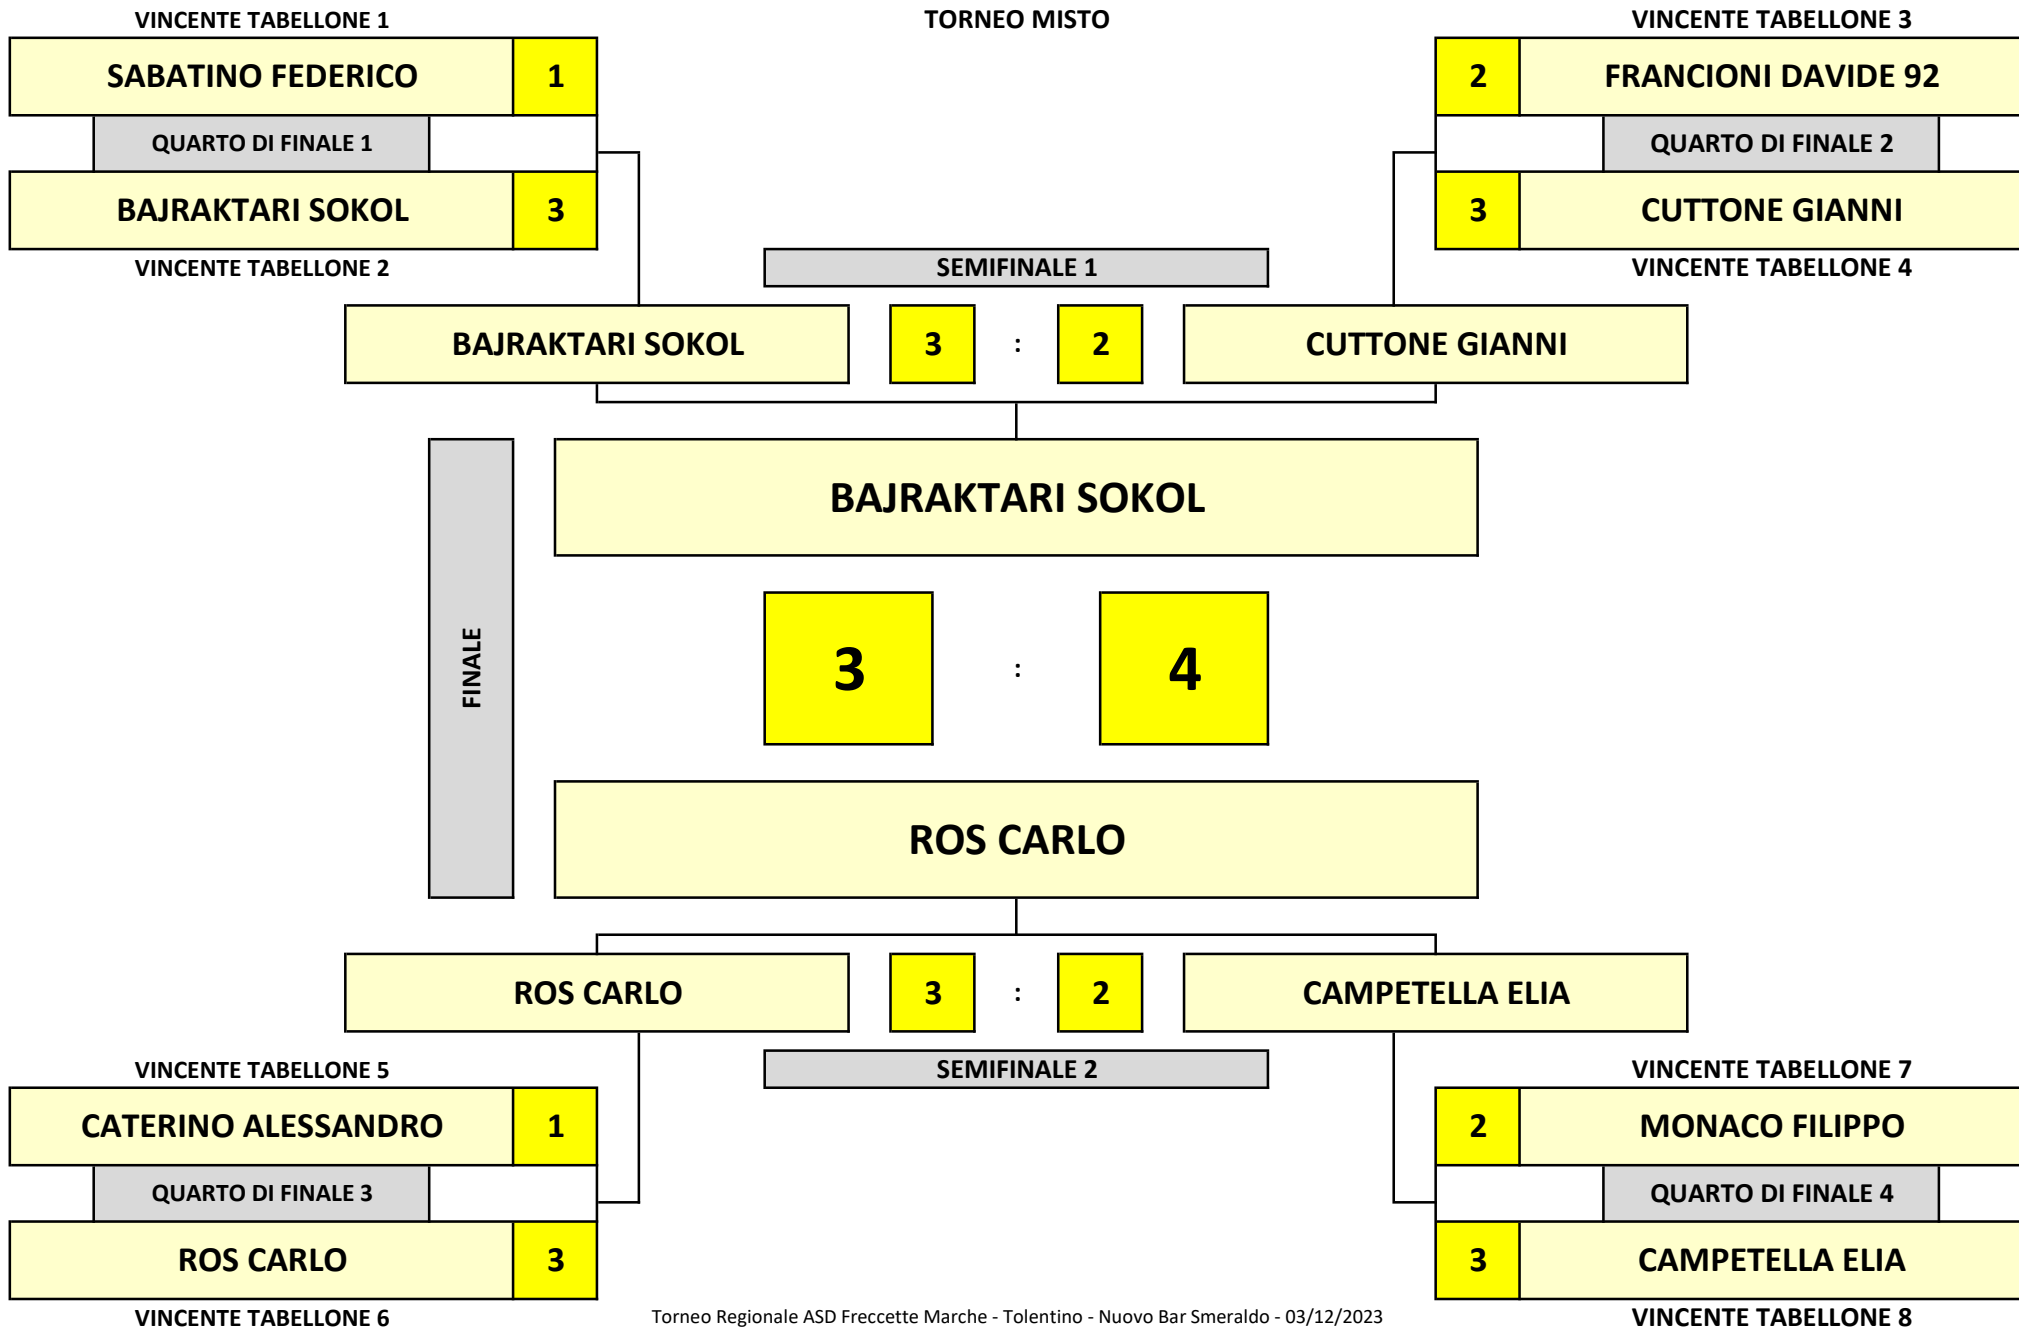 VINCENTE TABELLONE 1
TORNEO MISTO
VINCENTE TABELLONE 3
SABATINO FEDERICO 1
2 FRANCIONI DAVIDE 92
QUARTO DI FINALE 1
QUARTO DI FINALE 2
BAJRAKTARI SOKOL 3
3 CUTTONE GIANNI
VINCENTE TABELLONE 2
SEMIFINALE 1
VINCENTE TABELLONE 4
BAJRAKTARI SOKOL 3 : 2 CUTTONE GIANNI
BAJRAKTARI SOKOL
FINALE
3 : 4
ROS CARLO
ROS CARLO 3 : 2 CAMPETELLA ELIA
VINCENTE TABELLONE 5
SEMIFINALE 2
VINCENTE TABELLONE 7
CATERINO ALESSANDRO 1
2 MONACO FILIPPO
QUARTO DI FINALE 3
QUARTO DI FINALE 4
ROS CARLO 3
3 CAMPETELLA ELIA
VINCENTE TABELLONE 6
Torneo Regionale ASD Freccette Marche - Tolentino - Nuovo Bar Smeraldo - 03/12/2023
VINCENTE TABELLONE 8